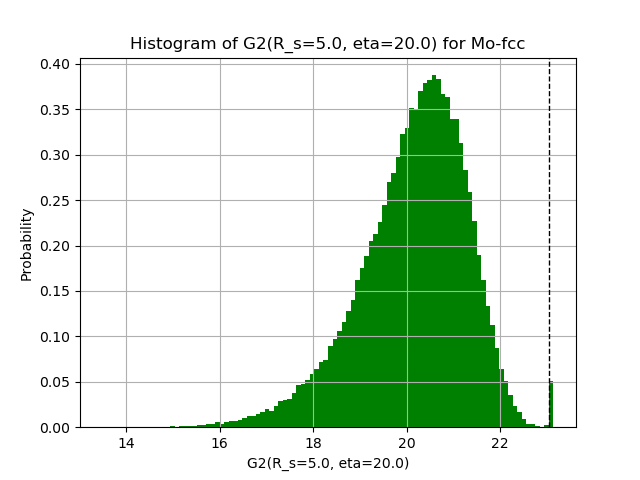 Histogram of G2(R_s=5.0, eta=20.0) for Mo-fcc
0.40
0.35
0.30
0.25
0.20
0.15
0.10
0.05
0.00
Probability
14 16 18 20 22
G2(R_s=5.0, eta=20.0)